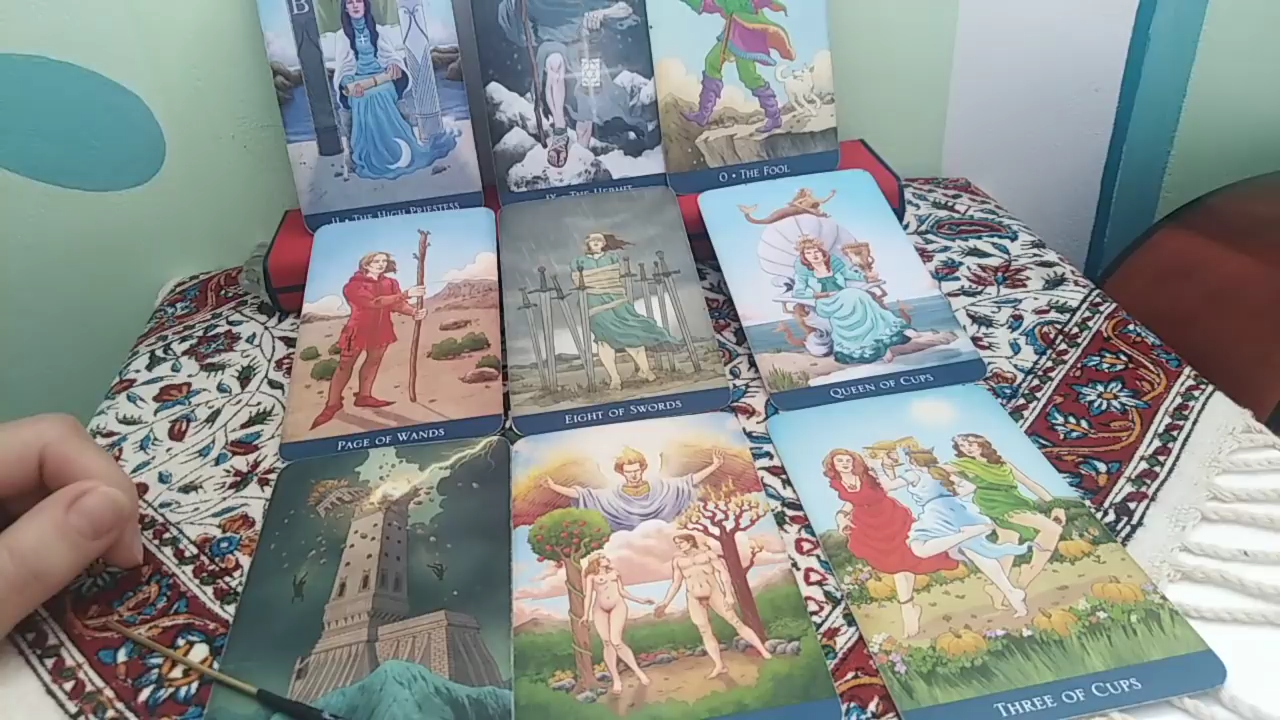 B
II • THE HIGH PRIESTESS
IX • THE HERMIT
0 • THE FOOL
PAGE OF WANDS
EIGHT OF SWORDS
QUEEN OF CUPS
THREE OF CUPS